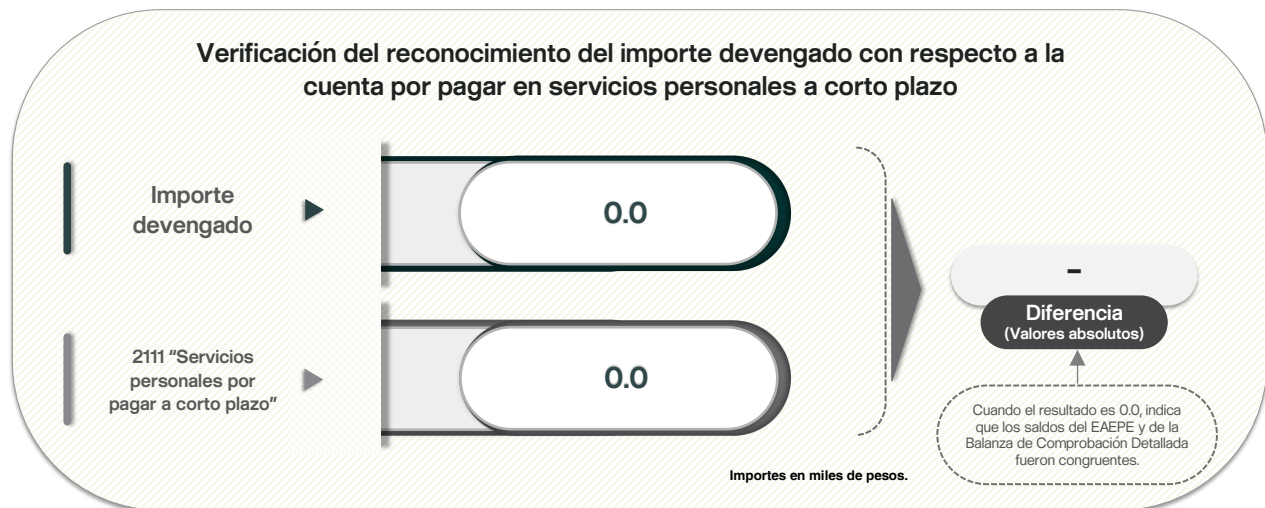 Verificación del reconocimiento del importe devengado con respecto a la
cuenta por pagar en servicios personales a corto plazo
Importe
devengado
0.0
2111 "Servicios
personales por
pagar a corto plazo"
0.0
-
Diferencia
(Valores absolutos)
Cuando el resultado es 0.0, indica
que los saldos del EAEPE y de la
Balanza de Comprobación Detallada
fueron congruentes.
Importes en miles de pesos.